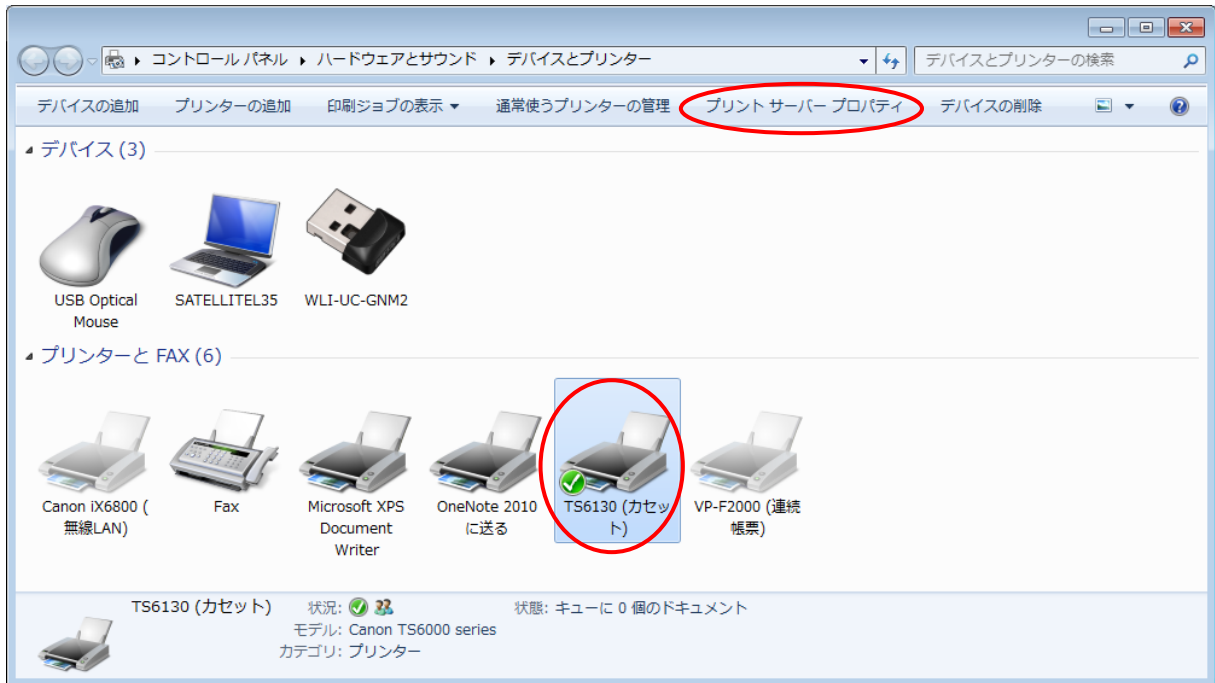 コントロール パネル ▸ ハードウェアとサウンド ▸ デバイスとプリンター
デバイスとプリンターの検索
デバイスの追加 プリンターの追加 印刷ジョブの表示 ▼ 通常使うプリンターの管理 プリント サーバー プロパティ デバイスの削除
デバイス (3)
USB Optical
Mouse
SATELLITEL35
WLI-UC-GNM2
プリンターと FAX (6)
Canon iX6800 (
無線LAN)
Fax
Microsoft XPS
Document
Writer
OneNote 2010
に送る
TS6130 (カセッ
ト)
VP-F2000 (連続
帳票)
TS6130 (カセット) 状況: 状態: キューに 0 個のドキュメント
モデル: Canon TS6000 series
カテゴリ: プリンター